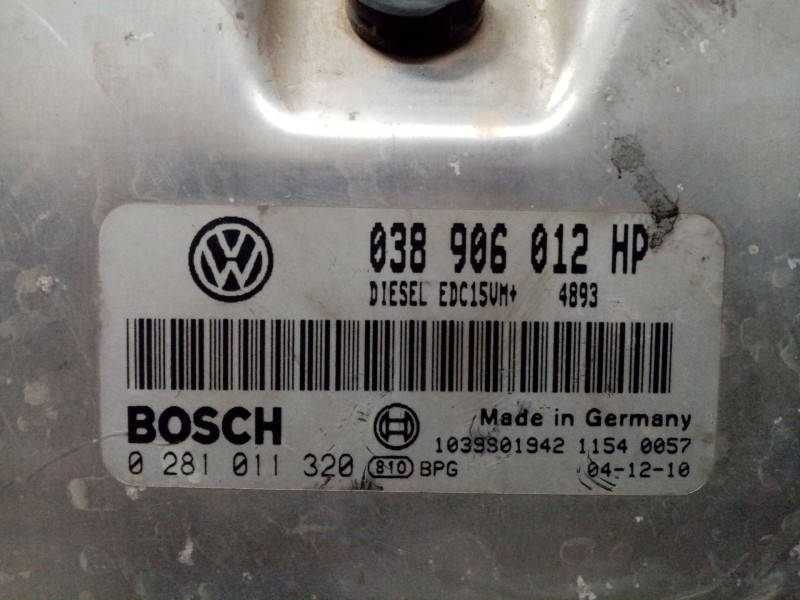 038 906 012 HP
DIESEL EDC15VM+ 4893
BOSCH
Made in Germany
1039S01942 1154 0057
0 281 011 320 810 BPG 04-12-10